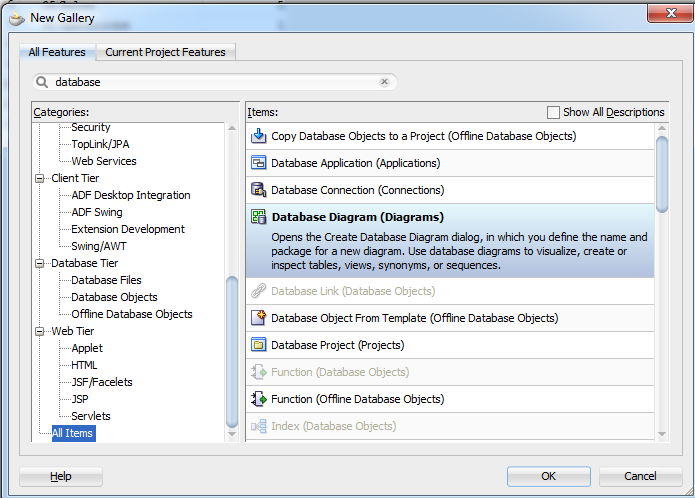 New Gallery
All Features
Current Project Features
database
Categories:
Security
TopLink/JPA
Web Services
Client Tier
ADF Desktop Integration
ADF Swing
Extension Development
Swing/AWT
Database Tier
Database Files
Database Objects
Offline Database Objects
Web Tier
Applet
HTML
JSF/Facelets
JSP
Servlets
All Items
Items:
Show All Descriptions
Copy Database Objects to a Project (Offline Database Objects)
Database Application (Applications)
Database Connection (Connections)
Database Diagram (Diagrams)
Opens the Create Database Diagram dialog, in which you define the name and
package for a new diagram. Use database diagrams to visualize, create or
inspect tables, views, synonyms, or sequences.
Database Link (Database Objects)
Database Object From Template (Offline Database Objects)
Database Project (Projects)
Function (Database Objects)
Function (Offline Database Objects)
Index (Database Objects)
Help
OK
Cancel